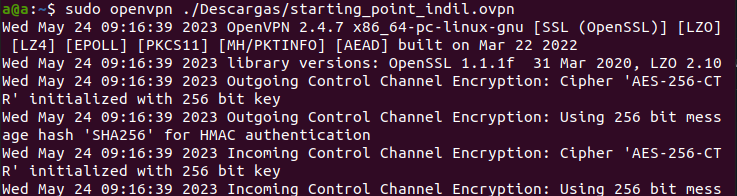 a@a:~$ sudo openvpn ./Descargas/starting_point_indil.ovpn
Wed May 24 09:16:39 2023 OpenVPN 2.4.7 x86_64-pc-linux-gnu [SSL (OpenSSL)] [LZO]
 [LZ4] [EPOLL] [PKCS11] [MH/PKTINFO] [AEAD] built on Mar 22 2022
Wed May 24 09:16:39 2023 library versions: OpenSSL 1.1.1f  31 Mar 2020, LZO 2.10
Wed May 24 09:16:39 2023 Outgoing Control Channel Encryption: Cipher 'AES-256-CT
R' initialized with 256 bit key
Wed May 24 09:16:39 2023 Outgoing Control Channel Encryption: Using 256 bit mess
age hash 'SHA256' for HMAC authentication
Wed May 24 09:16:39 2023 Incoming Control Channel Encryption: Cipher 'AES-256-CT
R' initialized with 256 bit key
Wed May 24 09:16:39 2023 Incoming Control Channel Encryption: Using 256 bit mess